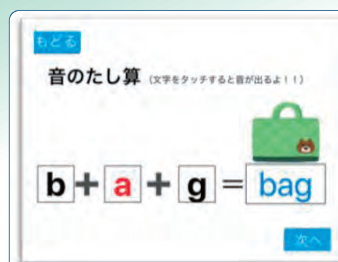 もどる
音のたし算 (文字をタッチすると音が出るよ！！)
b + a + g = bag
次へ